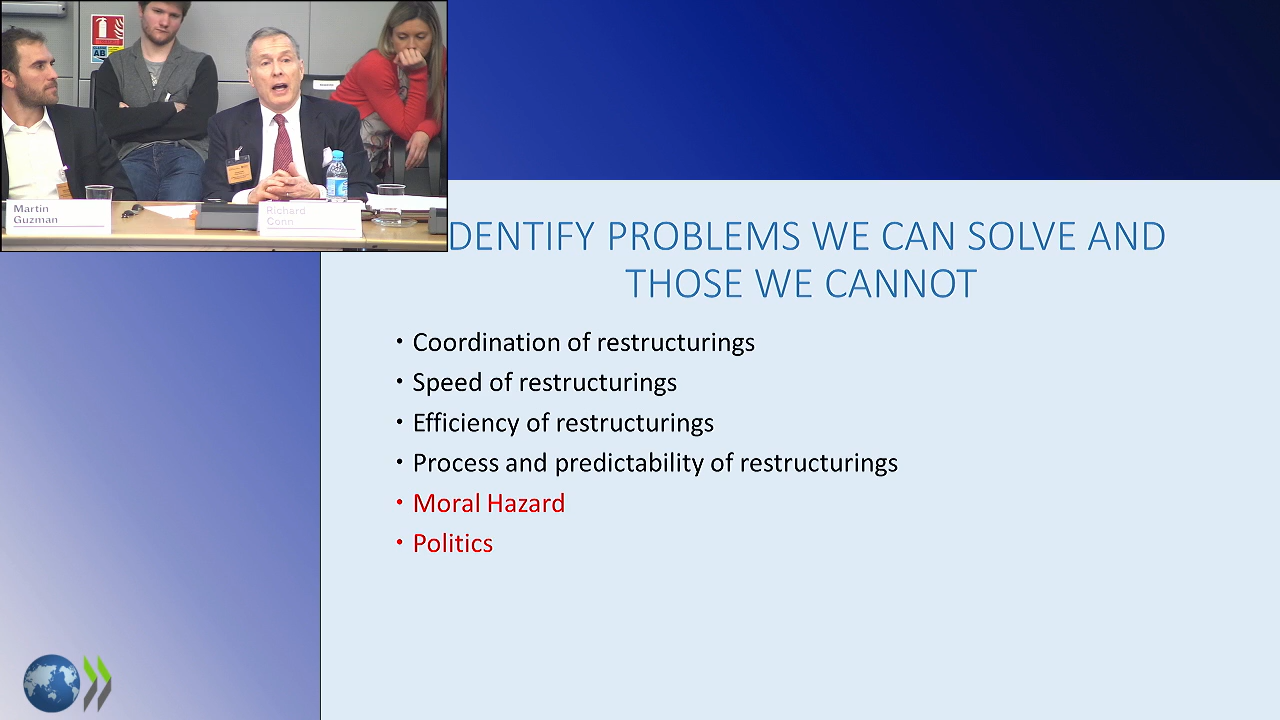 AB
Martin
Guzman
Richard
Conn
DENTIFY PROBLEMS WE CAN SOLVE AND
THOSE WE CANNOT
• Coordination of restructurings
• Speed of restructurings
• Efficiency of restructurings
• Process and predictability of restructurings
• Moral Hazard
• Politics